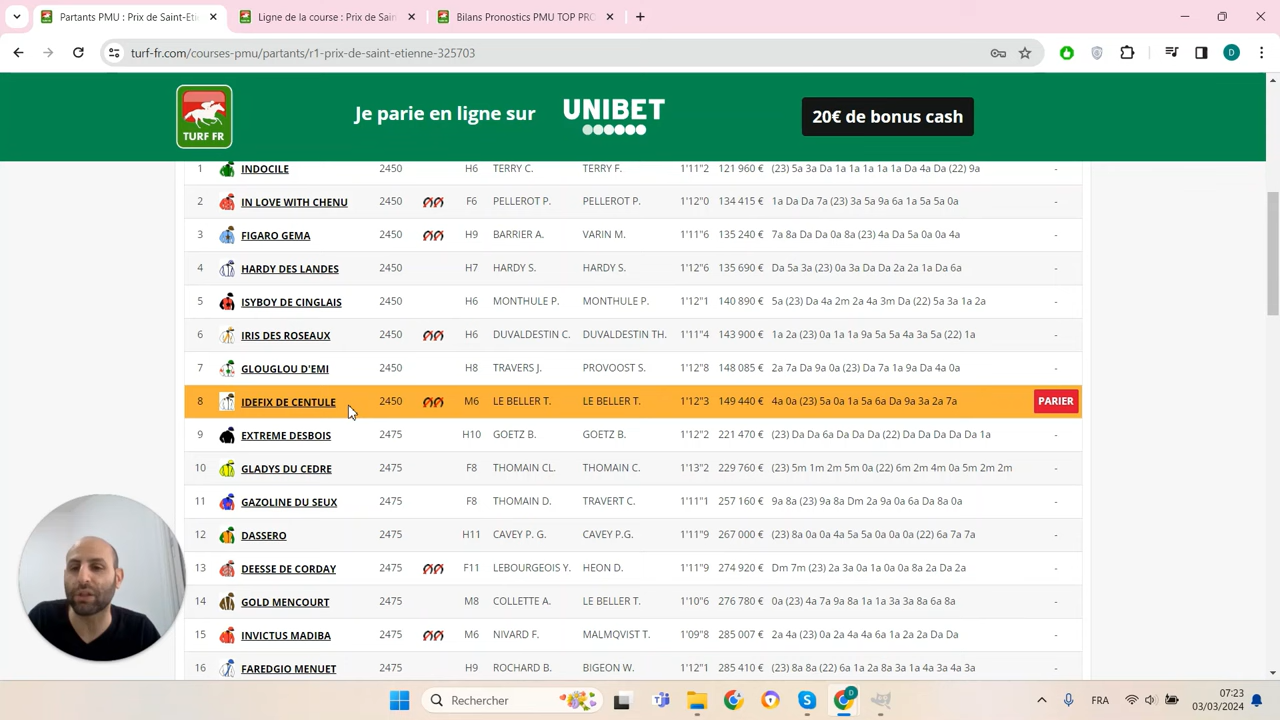 Partants PMU : Prix de Saint-Eti
Ligne de la course : Prix de Sain
Bilans Pronostics PMU TOP PRO
turf-fr.com/courses-pmu/partants/r1-prix-de-saint-etienne-325703
D
TURF FR
Je parie en ligne sur
UNIBET
20€ de bonus cash
1 INDOCILE 2450 H6 TERRY C. TERRY F. 1'11"2 121 960 € (23) 5a 3a Da 1a 1a 1a 1a 1a Da 4a (22) 9a -
2 IN LOVE WITH CHENU 2450 F6 PELLEROT P. PELLEROT P. 1'12"0 134 415 € 1a Da Da 7a (23) 3a 5a 9a 6a 1a 5a 5a 0a -
3 FIGARO GEMA 2450 H9 BARRIER A. VARIN M. 1'11"6 135 240 € 7a 8a Da Da 0a 8a (23) 4a Da 5a 0a 0a 4a -
4 HARDY DES LANDES 2450 H7 HARDY S. HARDY S. 1'12"6 135 690 € Da 5a 3a (23) 0a 3a Da Da 2a 2a 1a Da 6a -
5 ISYBOY DE CINGLAIS 2450 H6 MONTHULE P. MONTHULE P. 1'12"1 140 890 € 5a (23) Da 4a 2m 2a 4a 3m Da (22) 5a 3a 1a 2a -
6 IRIS DES ROSEAUX 2450 H6 DUVALDESTIN C. DUVALDESTIN TH. 1'11"4 143 900 € 1a 2a (23) 0a 1a 1a 9a 5a 5a 4a 3a 5a (22) 1a -
7 GLOUGLOU D'EMI 2450 H8 TRAVERS J. PROVOOST S. 1'12"8 148 085 € 2a 7a Da 9a 0a (23) Da 7a 1a 9a Da 4a 0a -
8 IDEFIX DE CENTULE 2450 M6 LE BELLER T. LE BELLER T. 1'12"3 149 440 € 4a 0a (23) 5a 0a 1a 5a 6a Da 9a 3a 2a 7a PARIER
9 EXTREME DESBOIS 2475 H10 GOETZ B. GOETZ B. 1'12"2 221 470 € (23) Da Da 6a Da Da Da (22) Da Da Da Da Da 1a -
10 GLADYS DU CEDRE 2475 F8 THOMAIN CL. THOMAIN C. 1'13"2 229 760 € (23) 5m 1m 2m 5m 0a (22) 6m 2m 4m 0a 5m 2m 2m -
11 GAZOLINE DU SEUX 2475 F8 THOMAIN D. TRAVERT C. 1'11"1 257 160 € 9a 8a (23) 9a 8a Dm 2a 9a 0a 6a Da 8a 0a -
12 DASSERO 2475 H11 CAVEY P. G. CAVEY P.G. 1'11"9 267 000 € (23) 8a 0a 0a 4a 5a 5a 0a 0a 0a (22) 6a 7a 7a -
13 DEESSE DE CORDAY 2475 F11 LEBOURGEOIS Y. HEON D. 1'11"9 274 920 € Dm 7m (23) 2a 3a 0a 1a 0a 0a 8a 2a Da 2a -
14 GOLD MENCOURT 2475 M8 COLLETTE A. LE BELLER T. 1'10"6 276 780 € 0a (23) 4a 7a 9a 8a 1a 1a 3a 3a 8a 6a 8a -
15 INVICTUS MADIBA 2475 M6 NIVARD F. MALMQVIST T. 1'09"8 285 007 € 2a 4a (23) 0a 2a 4a 4a 6a 1a 2a 2a Da Da -
16 FAREDGIO MENUET 2475 H9 ROCHARD B. BIGEON W. 1'12"1 285 410 € (23) 8a 8a (22) 6a 1a 2a 8a 3a 1a 4a 3a 4a 3a -
Rechercher
FRA
07:23
03/03/2024